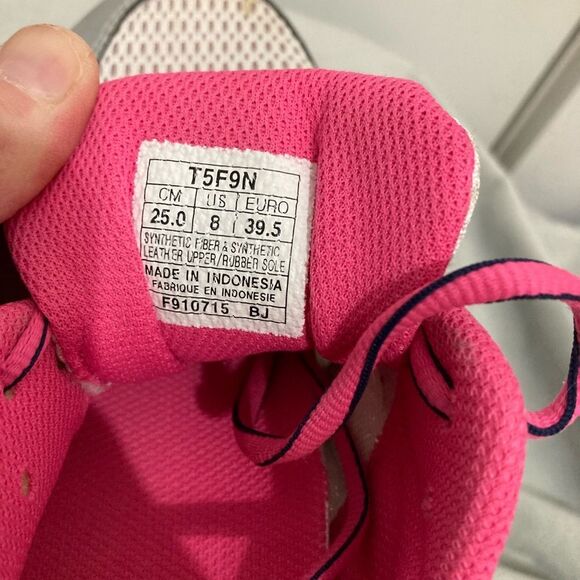 T5F9N
CM US EURO
25.0 8 39.5
SYNTHETIC FIBER & SYNTHETIC
LEATHER UPPER/RUBBER SOLE
MADE IN INDONESIA
FABRIQUE EN INDONESIE
F910715 BJ